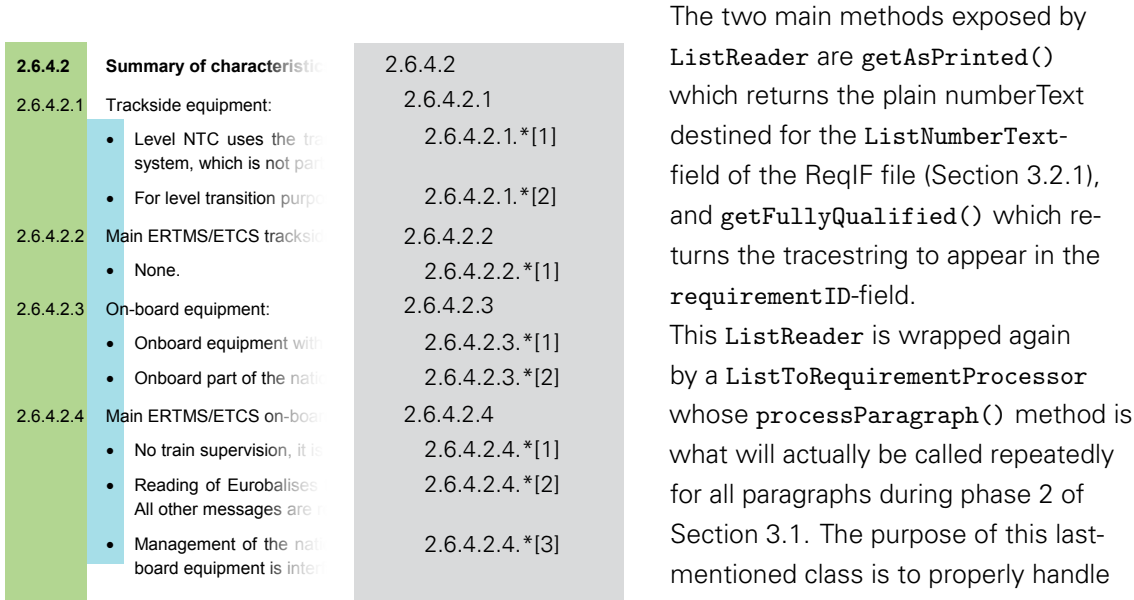 2.6.4.2 Summary of characteristic
2.6.4.2.1 Trackside equipment:
• Level NTC uses the tra
system, which is not par
• For level transition purpo
2.6.4.2.2 Main ERTMS/ETCS tracksid
• None.
2.6.4.2.3 On-board equipment:
• Onboard equipment with
• Onboard part of the natio
2.6.4.2.4 Main ERTMS/ETCS on-boar
• No train supervision, it is
• Reading of Eurobalises
All other messages are
• Management of the nati
board equipment is inter
2.6.4.2
2.6.4.2.1
2.6.4.2.1.*[1]
2.6.4.2.1.*[2]
2.6.4.2.2
2.6.4.2.2.*[1]
2.6.4.2.3
2.6.4.2.3.*[1]
2.6.4.2.3.*[2]
2.6.4.2.4
2.6.4.2.4.*[1]
2.6.4.2.4.*[2]
2.6.4.2.4.*[3]
The two main methods exposed by
ListReader are getAsPrinted()
which returns the plain numberText
destined for the ListNumberText-
field of the ReqIF file (Section 3.2.1),
and getFullyQualified() which re-
turns the tracestring to appear in the
requirementID-field.
This ListReader is wrapped again
by a ListToRequirementProcessor
whose processParagraph() method is
what will actually be called repeatedly
for all paragraphs during phase 2 of
Section 3.1. The purpose of this last-
mentioned class is to properly handle